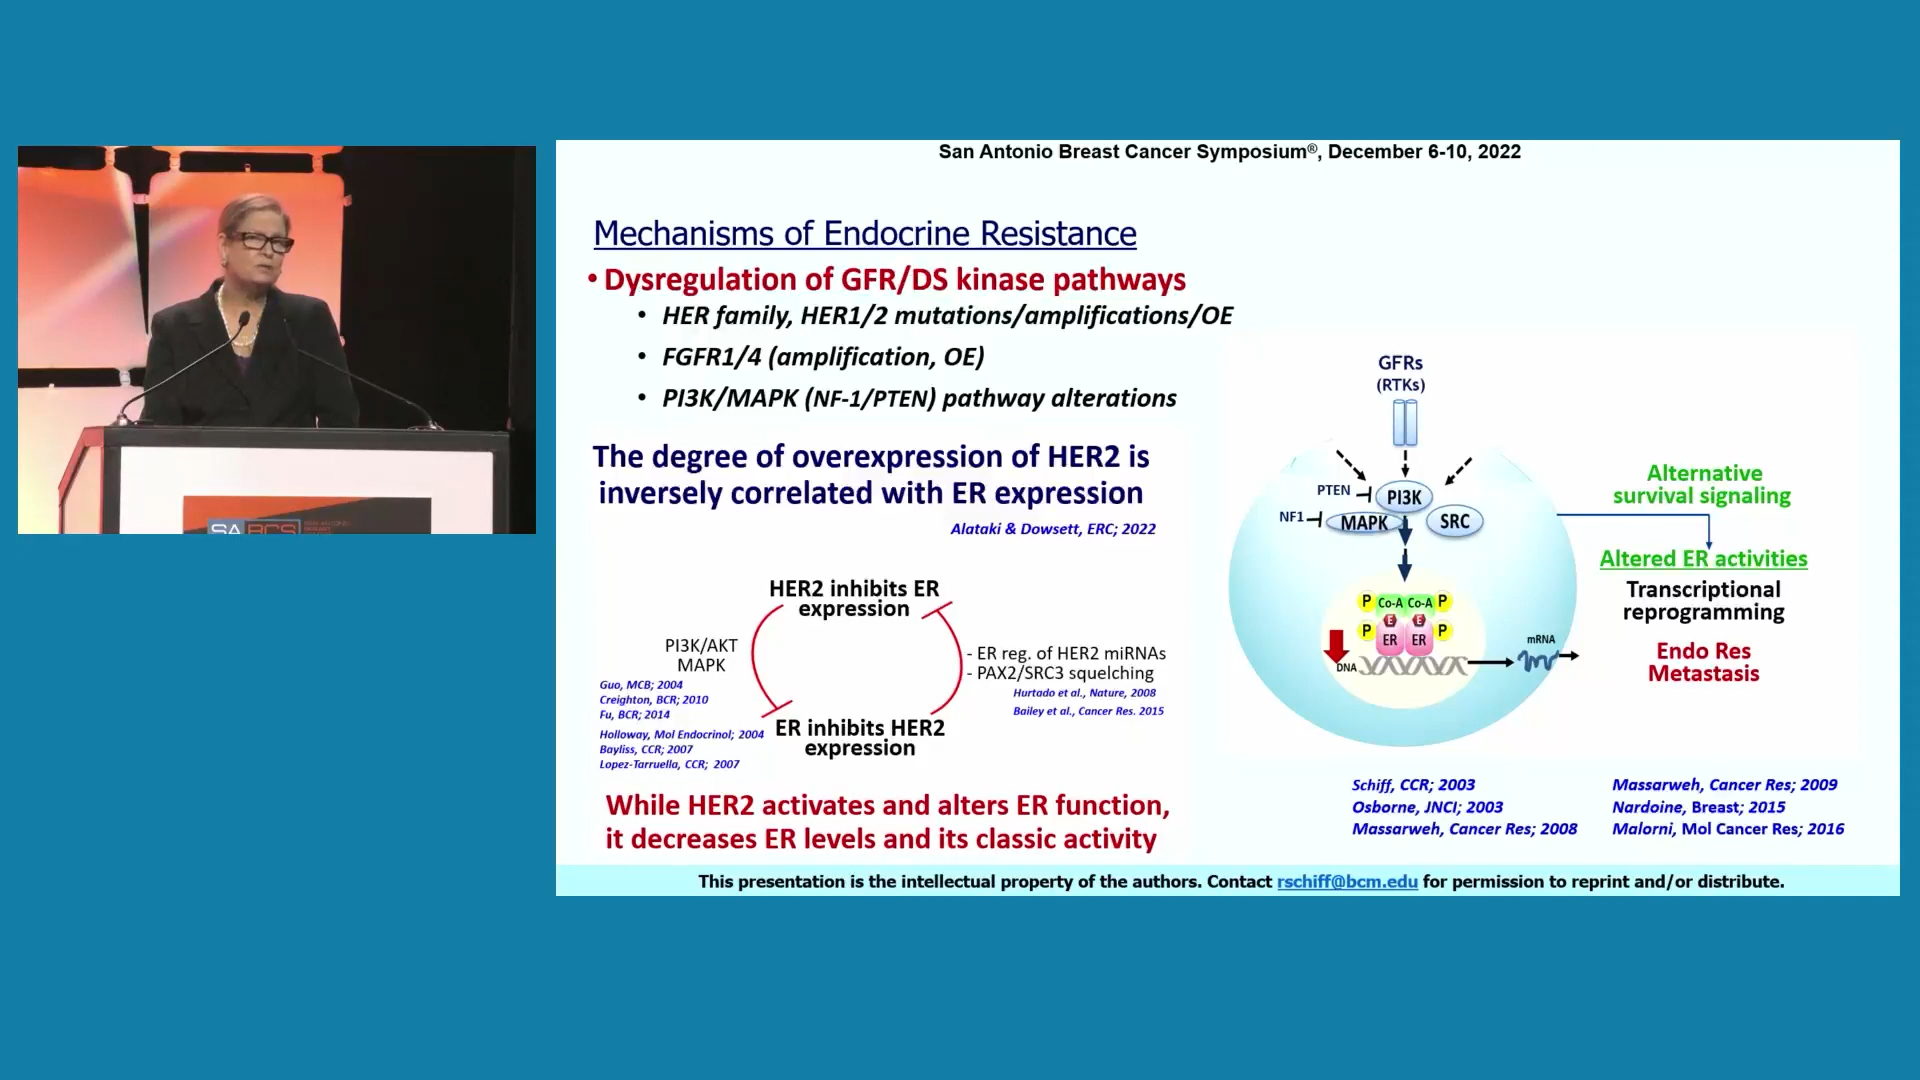 San Antonio Breast Cancer Symposium®, December 6-10, 2022
Mechanisms of Endocrine Resistance
• Dysregulation of GFR/DS kinase pathways
• HER family, HER1/2 mutations/amplifications/OE
• FGFR1/4 (amplification, OE)
• PI3K/MAPK (NF-1/PTEN) pathway alterations
The degree of overexpression of HER2 is
inversely correlated with ER expression
Alataki & Dowsett, ERC; 2022
HER2 inhibits ER
expression
PI3K/AKT
MAPK
Guo, MCB; 2004
Creighton, BCR; 2010
Fu, BCR; 2014
Holloway, Mol Endocrinol; 2004
Bayliss, CCR; 2007
Lopez-Tarruella, CCR; 2007
- ER reg. of HER2 miRNAs
- PAX2/SRC3 squelching
Hurtado et al., Nature, 2008
Bailey et al., Cancer Res. 2015
ER inhibits HER2
expression
While HER2 activates and alters ER function,
it decreases ER levels and its classic activity
GFRs
(RTKs)
PTEN
PI3K
NF1
MAPK
SRC
P Co-A Co-A P
E E
P ER ER P
DNA
mRNA
Alternative
survival signaling
Altered ER activities
Transcriptional
reprogramming
Endo Res
Metastasis
Schiff, CCR; 2003
Osborne, JNCI; 2003
Massarweh, Cancer Res; 2008
Massarweh, Cancer Res; 2009
Nardoine, Breast; 2015
Malorni, Mol Cancer Res; 2016
This presentation is the intellectual property of the authors. Contact rschiff@bcm.edu for permission to reprint and/or distribute.
SABCS